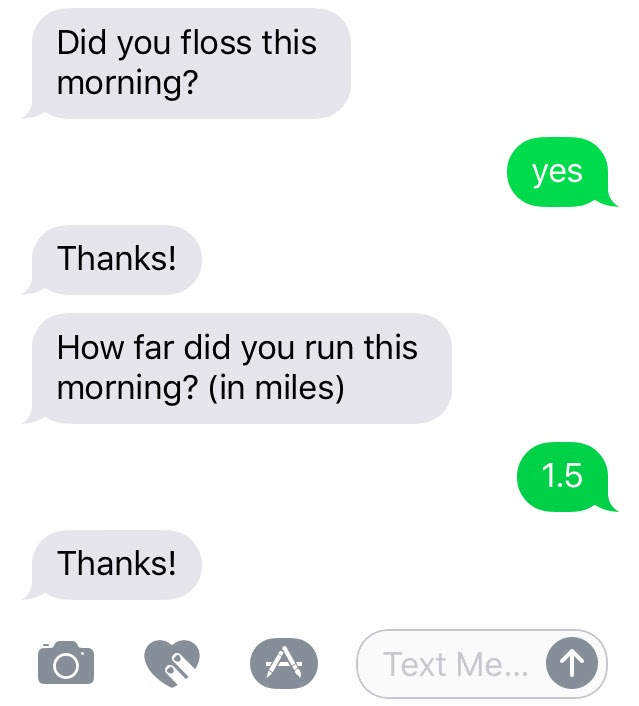 Did you floss this
morning?
yes
Thanks!
How far did you run this
morning? (in miles)
1.5
Thanks!
Text Me...